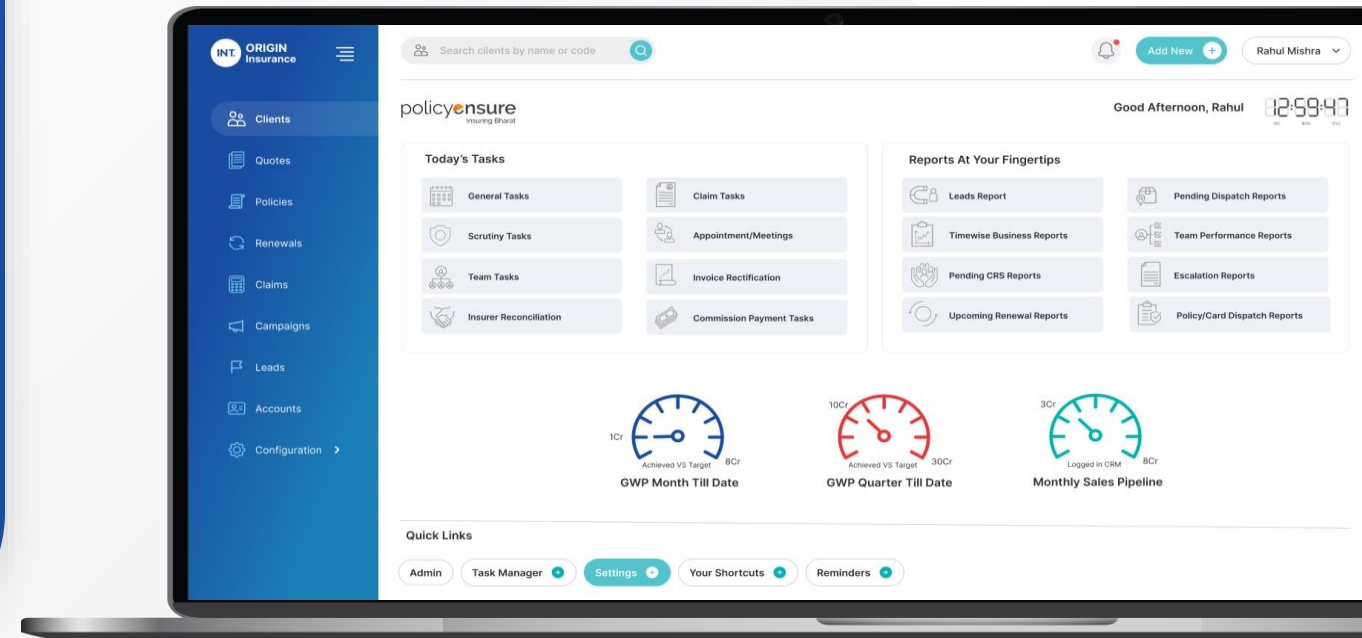 INT.
ORIGIN
Insurance
Search clients by name or code
Add New
Rahul Mishra
Clients
Quotes
Policies
Renewals
Claims
Campaigns
Leads
Accounts
Configuration
policyensure
Insuring Bharat
Good Afternoon, Rahul
12:59:47
Today's Tasks
General Tasks
Claim Tasks
Scrutiny Tasks
Appointment/Meetings
Team Tasks
Invoice Rectification
Insurer Reconciliation
Commission Payment Tasks
Reports At Your Fingertips
Leads Report
Pending Dispatch Reports
Timewise Business Reports
Team Performance Reports
Pending CRS Reports
Escalation Reports
Upcoming Renewal Reports
Policy/Card Dispatch Reports
1Cr
Achieved VS Target
8Cr
GWP Month Till Date
10Cr
Achieved VS Target
30Cr
GWP Quarter Till Date
3Cr
Logged in CRM
8Cr
Monthly Sales Pipeline
Quick Links
Admin
Task Manager
Settings
Your Shortcuts
Reminders